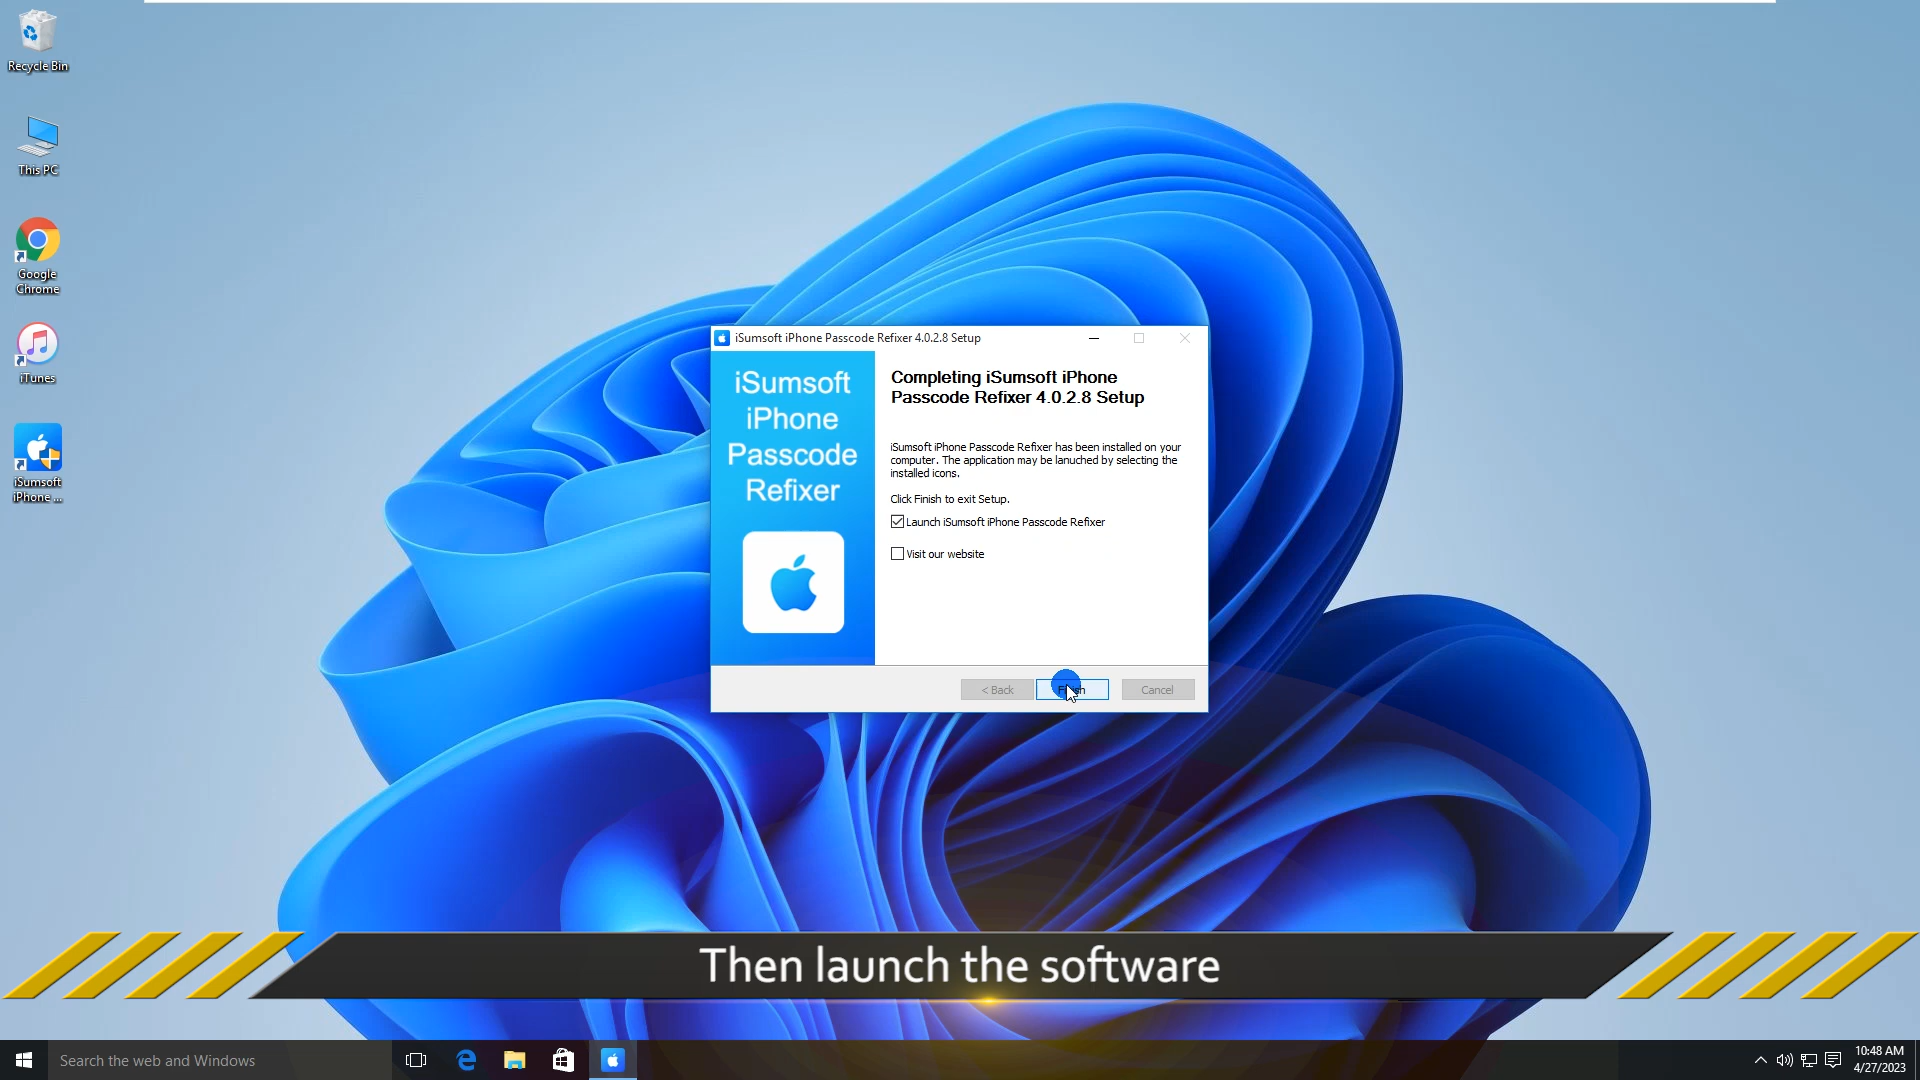 Recycle Bin
This PC
Google
Chrome
iTunes
iSumsoft
iPhone ...
iSumsoft iPhone Passcode Refixer 4.0.2.8 Setup
iSumsoft
iPhone
Passcode
Refixer
Completing iSumsoft iPhone
Passcode Refixer 4.0.2.8 Setup
iSumsoft iPhone Passcode Refixer has been installed on your
computer. The application may be lanuched by selecting the
installed icons.
Click Finish to exit Setup.
Launch iSumsoft iPhone Passcode Refixer
Visit our website
< Back
Finish
Cancel
Then launch the software
Search the web and Windows
10:48 AM
4/27/2023